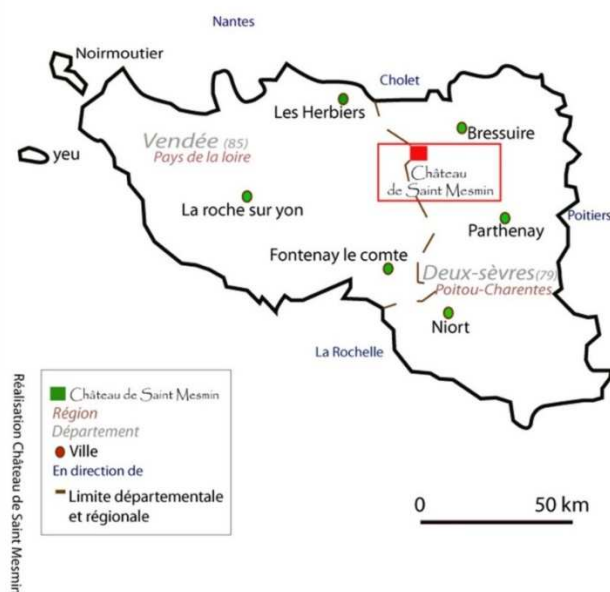 Nantes
Noirmoutier
Cholet
Les Herbiers
Bressuire
Vendée (85)
Pays de la loire
yeu
Château
de Saint Mesmin
La roche sur yon
Parthenay
Poitiers
Fontenay le comte
Deux-sèvres(79)
Poitou-Charentes
Niort
La Rochelle
Château de Saint Mesmin
Région
Département
Ville
En direction de
Limite départementale
et régionale
0 50 km
Réalisation Château de Saint Mesmin